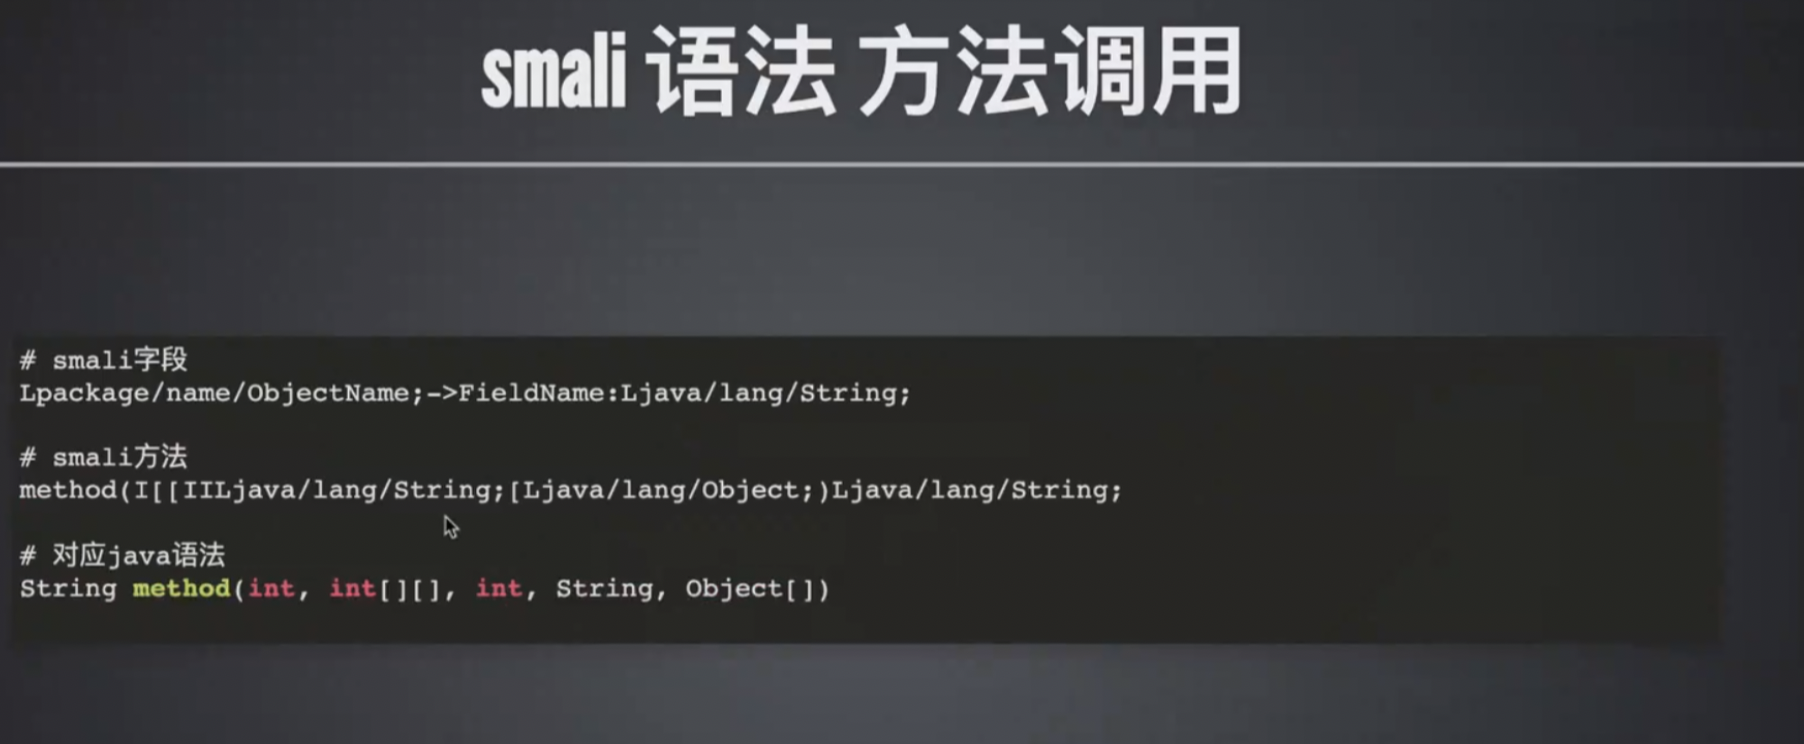 smali 语法 方法调用
# smali字段
Lpackage/name/ObjectName;->FieldName:Ljava/lang/String;
# smali方法
method(I[[IILjava/lang/String;[Ljava/lang/Object;)Ljava/lang/String;
# 对应java语法
String method(int, int[][], int, String, Object[])